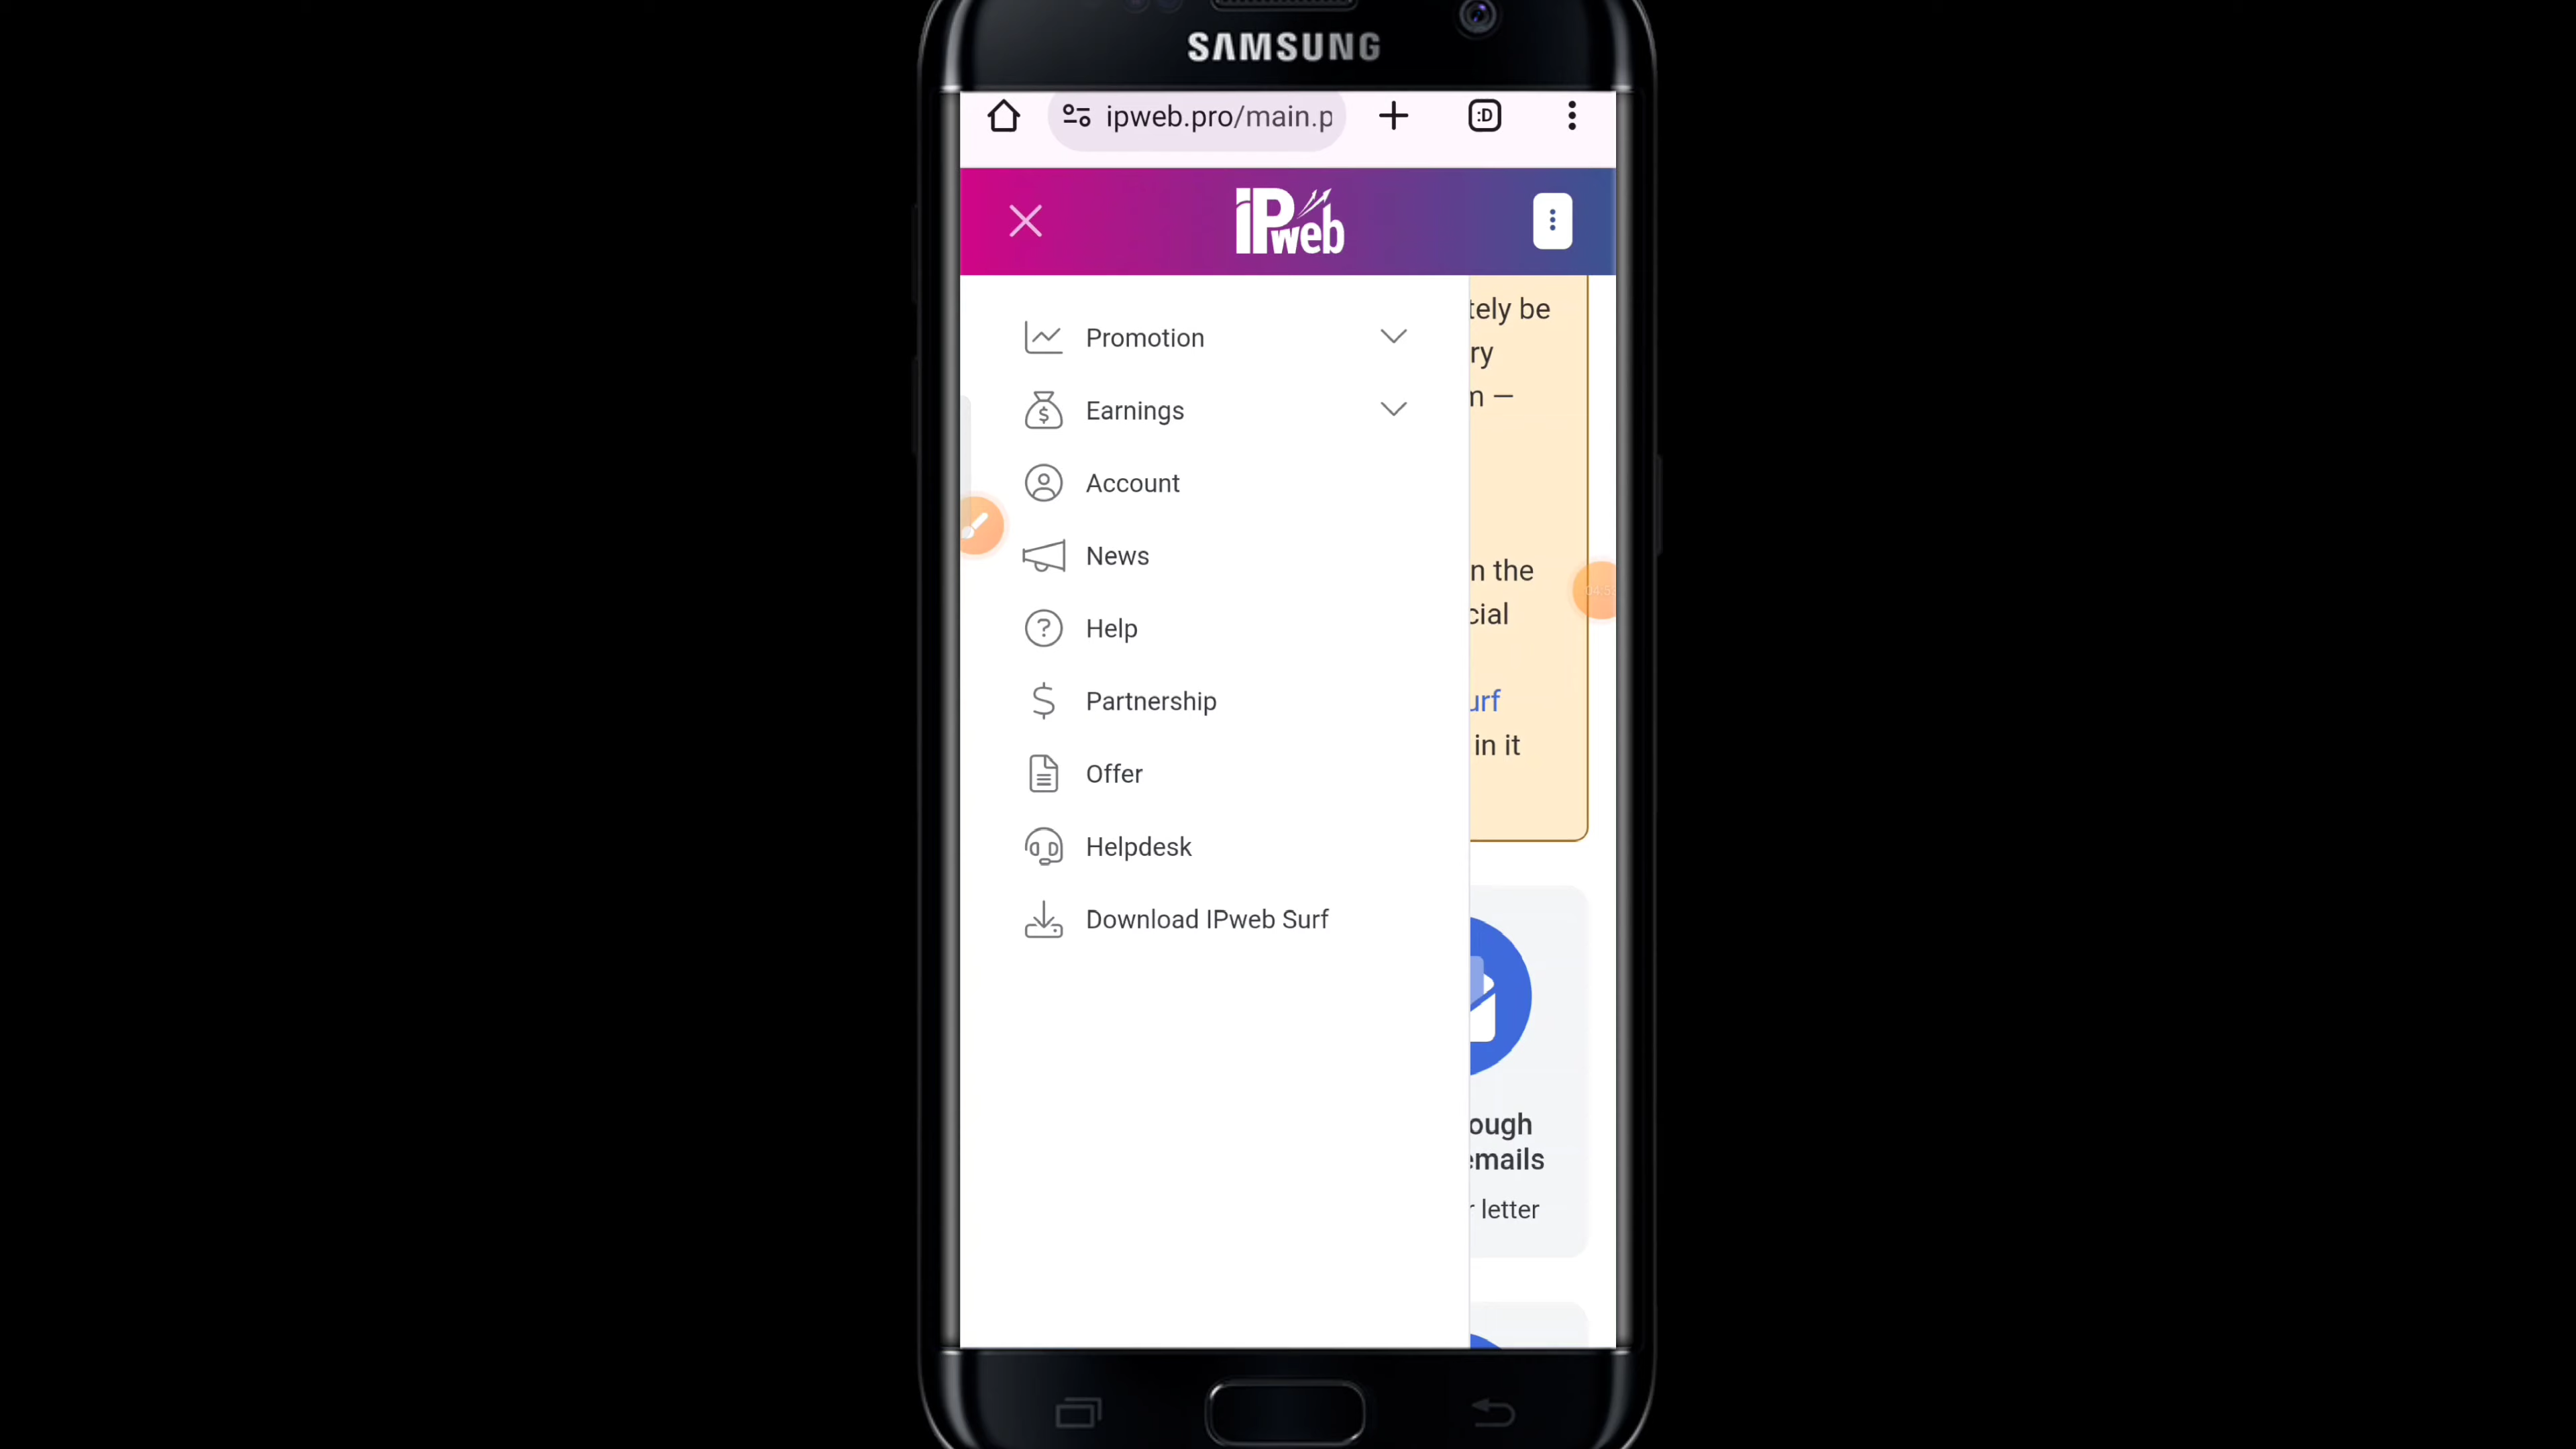 SAMSUNG
ipweb.pro/main.p
:D
iPweb
Promotion
Earnings
Account
News
Help
Partnership
Offer
Helpdesk
Download IPweb Surf
tely be
ry
m —
n the
cial
urf
in it
ough
emails
r letter